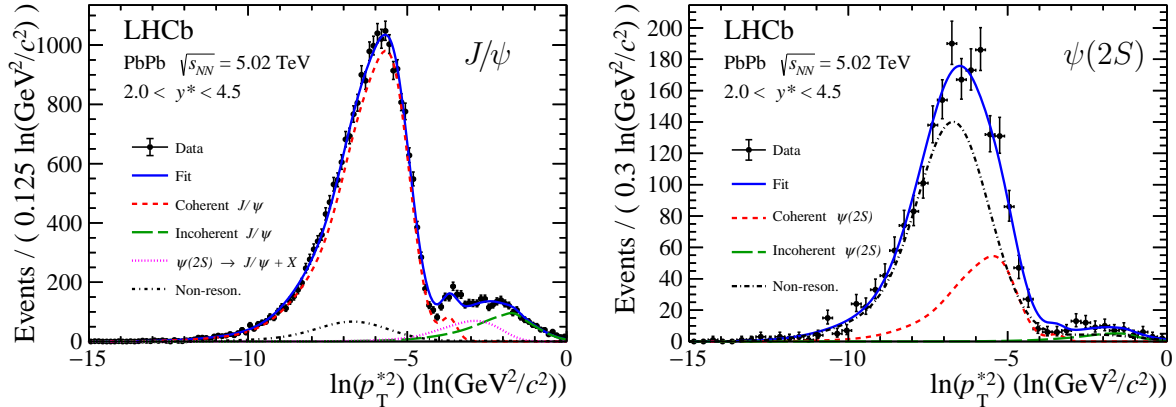 Events / ( 0.125 ln(GeV²/c²)
1000
800
600
400
200
0
LHCb
PbPb √s_NN = 5.02 TeV
2.0 < y* < 4.5
J/ψ
Data
Fit
Coherent J/ψ
Incoherent J/ψ
ψ(2S) → J/ψ + X
Non-reson.
−15 −10 −5 0
ln(p_T^*2) (ln(GeV²/c²))
Events / ( 0.3 ln(GeV²/c²)
200
180
160
140
120
100
80
60
40
20
0
LHCb
PbPb √s_NN = 5.02 TeV
2.0 < y* < 4.5
ψ(2S)
Data
Fit
Coherent ψ(2S)
Incoherent ψ(2S)
Non-reson.
−15 −10 −5 0
ln(p_T^*2) (ln(GeV²/c²))